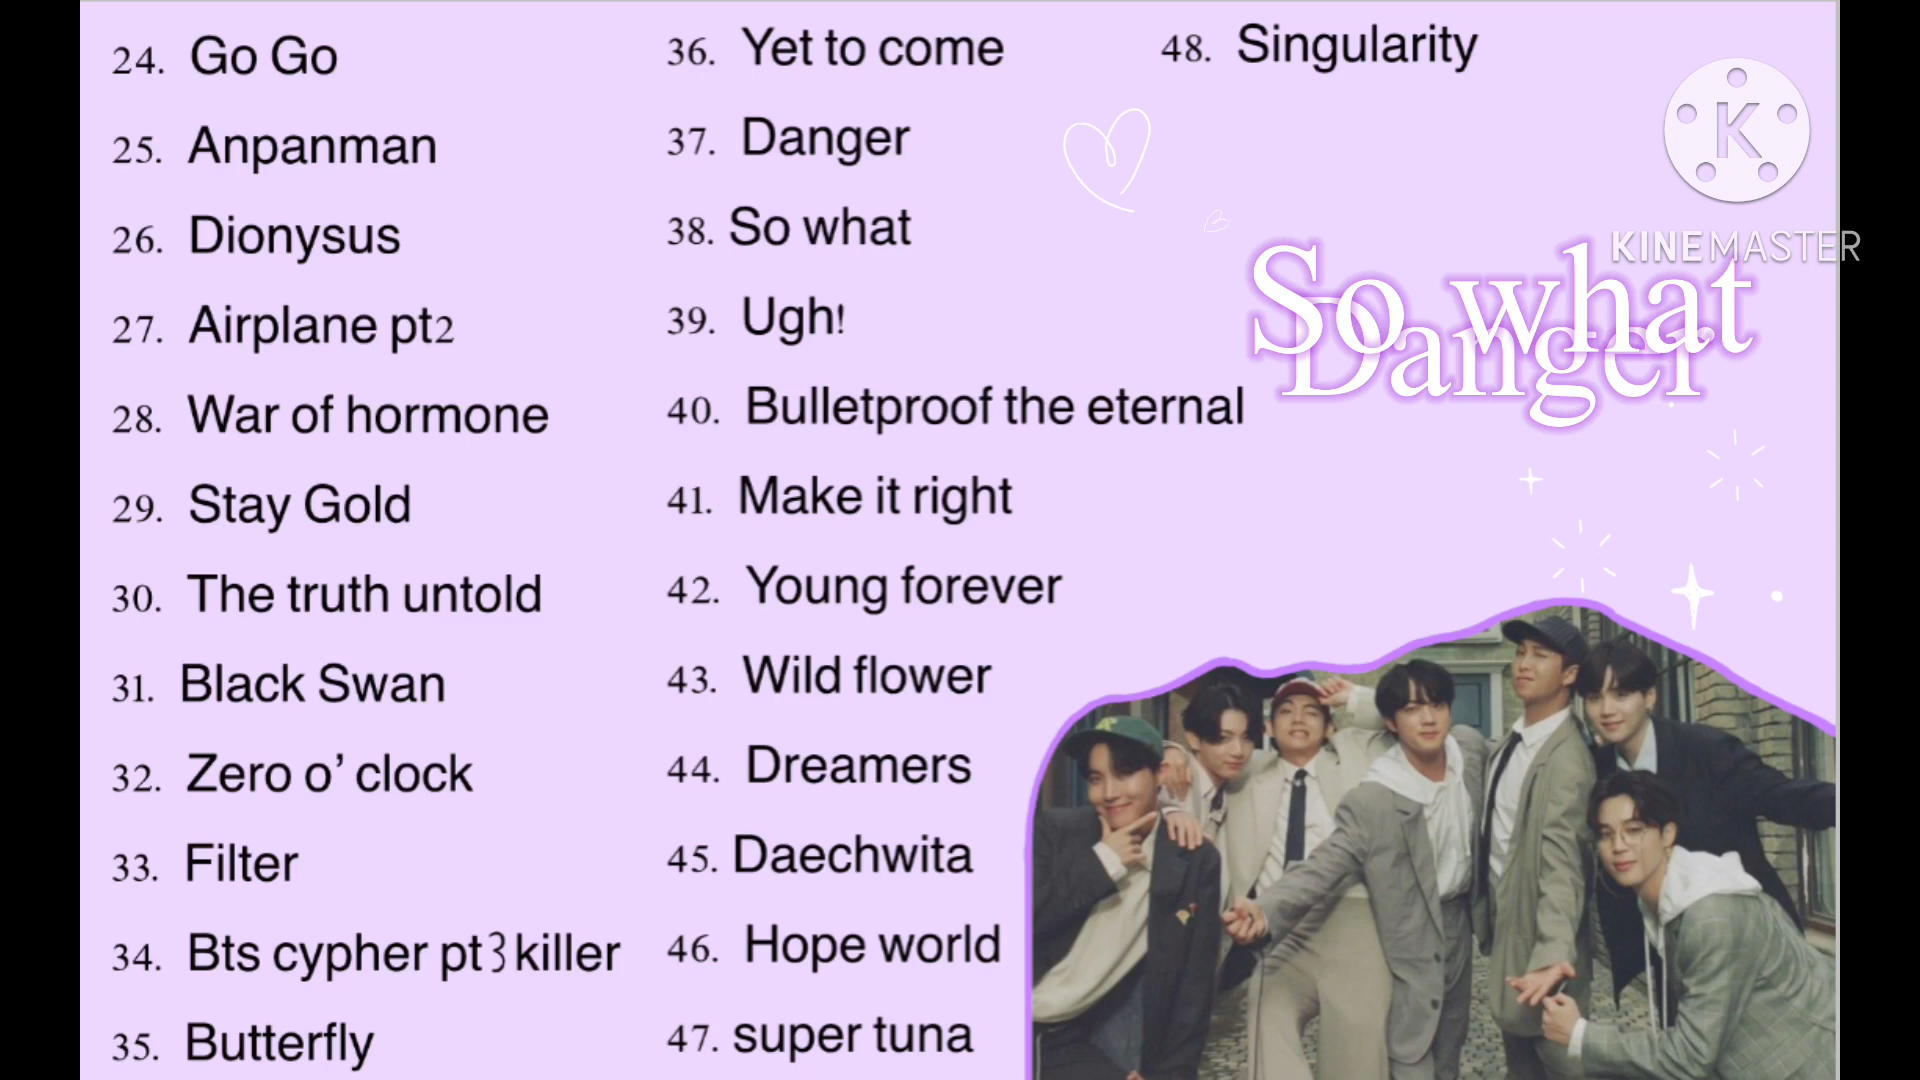 24. Go Go
25. Anpanman
26. Dionysus
27. Airplane pt2
28. War of hormone
29. Stay Gold
30. The truth untold
31. Black Swan
32. Zero o’ clock
33. Filter
34. Bts cypher pt3 killer
35. Butterfly
36. Yet to come
37. Danger
38. So what
39. Ugh!
40. Bulletproof the eternal
41. Make it right
42. Young forever
43. Wild flower
44. Dreamers
45. Daechwita
46. Hope world
47. super tuna
48. Singularity
K
KINEMASTER
So what
Danger